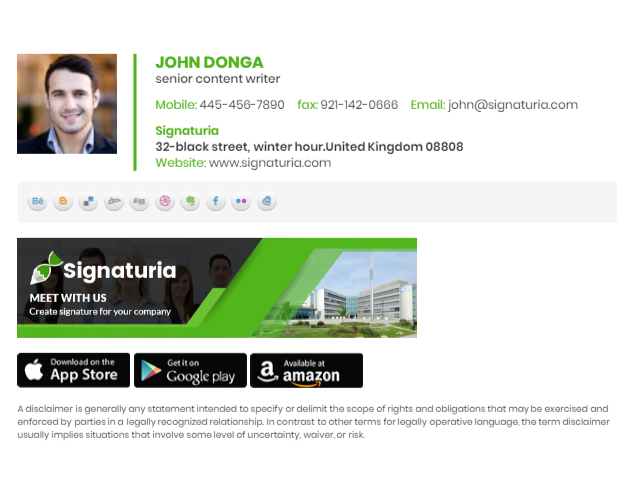 JOHN DONGA
senior content writer
Mobile: 445-456-7890 fax: 921-142-0666 Email: john@signaturia.com
Signaturia
32-black street, winter hour.United Kingdom 08808
Website: www.signaturia.com
Bē
Signaturia
MEET WITH US
Create signature for your company
Download on the
App Store
Get it on
Google play
Available at
amazon
A disclaimer is generally any statement intended to specify or delimit the scope of rights and obligations that may be exercised and
enforced by parties in a legally recognized relationship. In contrast to other terms for legally operative language, the term disclaimer
usually implies situations that involve some level of uncertainty, waiver, or risk.